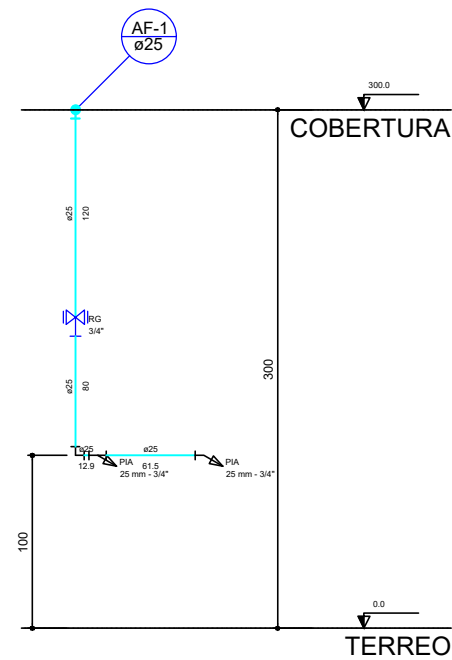 AF-1
ø25
300.0
COBERTURA
ø25
120
RG
3/4"
300
ø25
80
ø25
12.9
PIA
25 mm - 3/4"
ø25
61.5
PIA
25 mm - 3/4"
100
0.0
TERREO